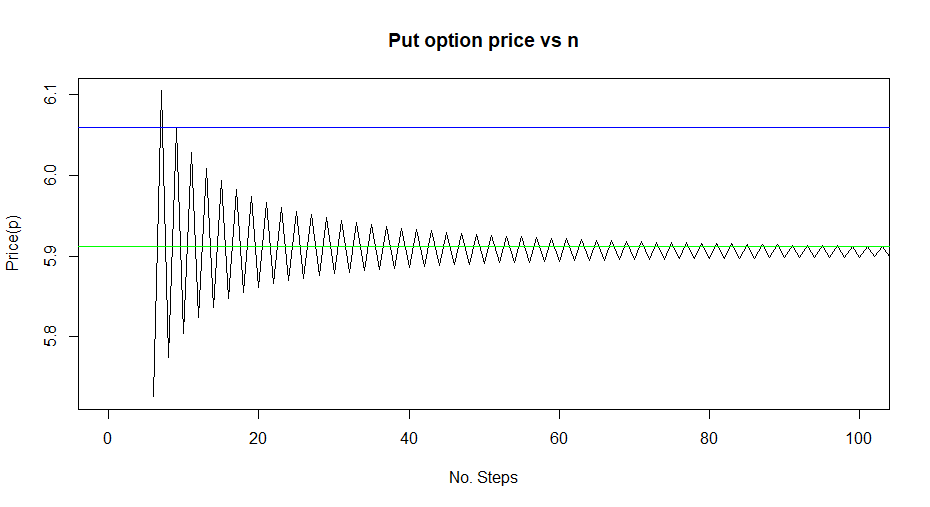 Put option price vs n
Price(p)
6.1
6.0
5.9
5.8
0 20 40 60 80 100
No. Steps